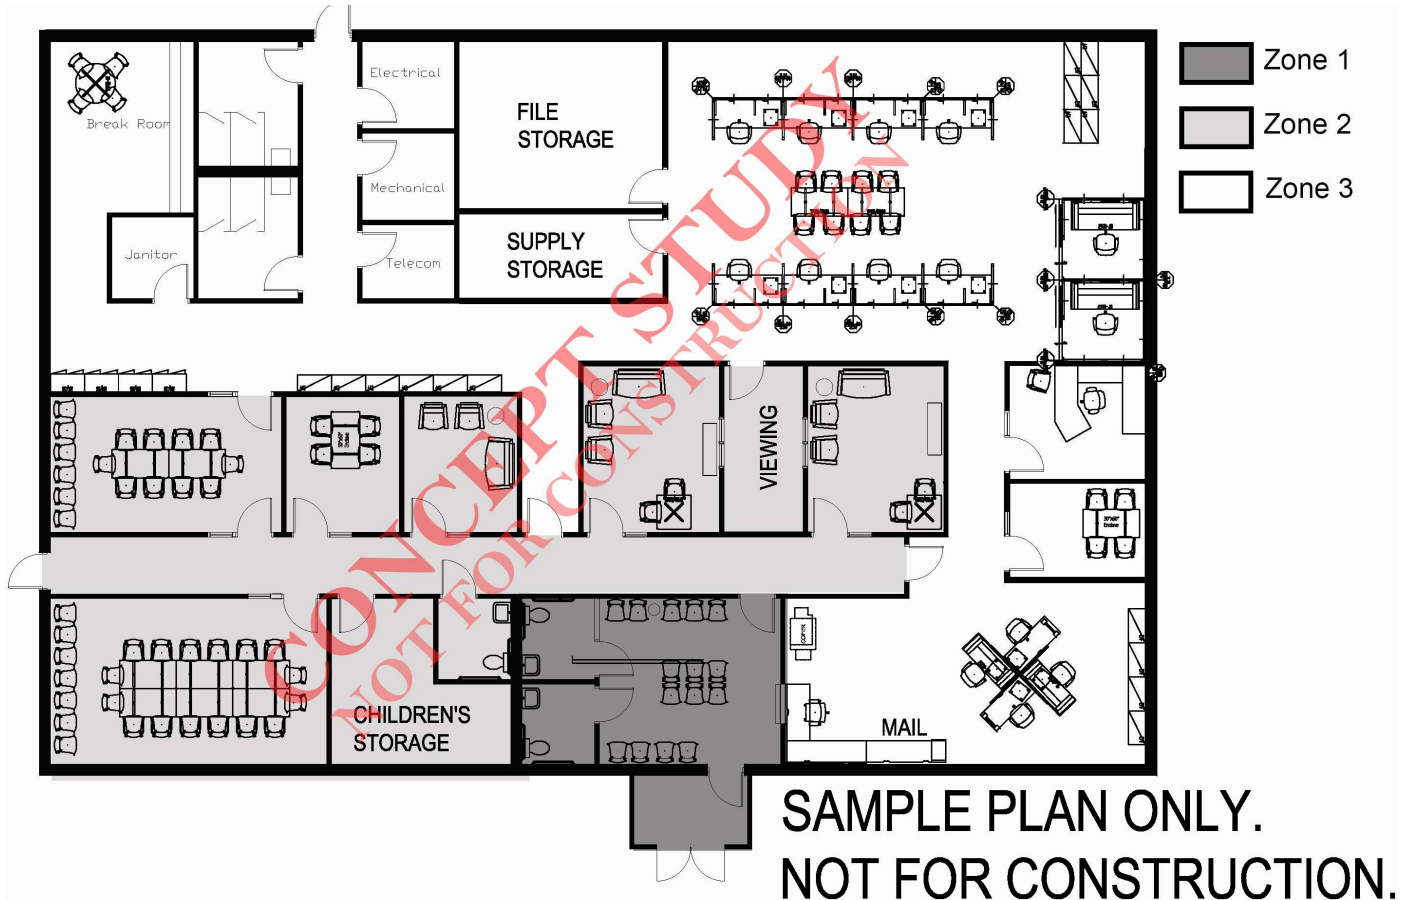 Zone 1
Zone 2
Zone 3
Electrical
FILE
STORAGE
Break Room
Mechanical
SUPPLY
STORAGE
Janitor
Telecom
VIEWING
CONCEPT STUDY
NOT FOR CONSTRUCTION
COPIER
CHILDREN'S
STORAGE
MAIL
SAMPLE PLAN ONLY.
NOT FOR CONSTRUCTION.